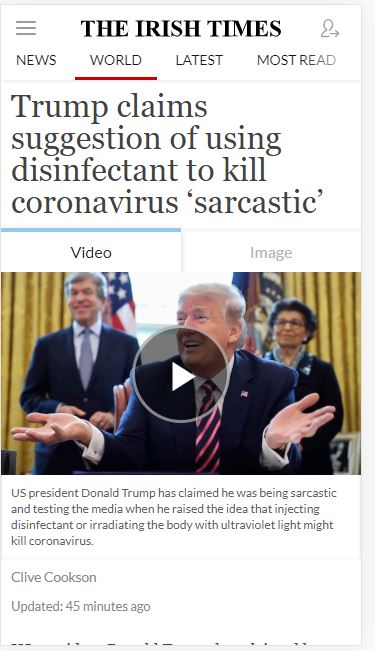 THE IRISH TIMES
NEWS WORLD LATEST MOST READ
Trump claims
suggestion of using
disinfectant to kill
coronavirus ‘sarcastic’
Video Image
US president Donald Trump has claimed he was being sarcastic
and testing the media when he raised the idea that injecting
disinfectant or irradiating the body with ultraviolet light might
kill coronavirus.
Clive Cookson
Updated: 45 minutes ago